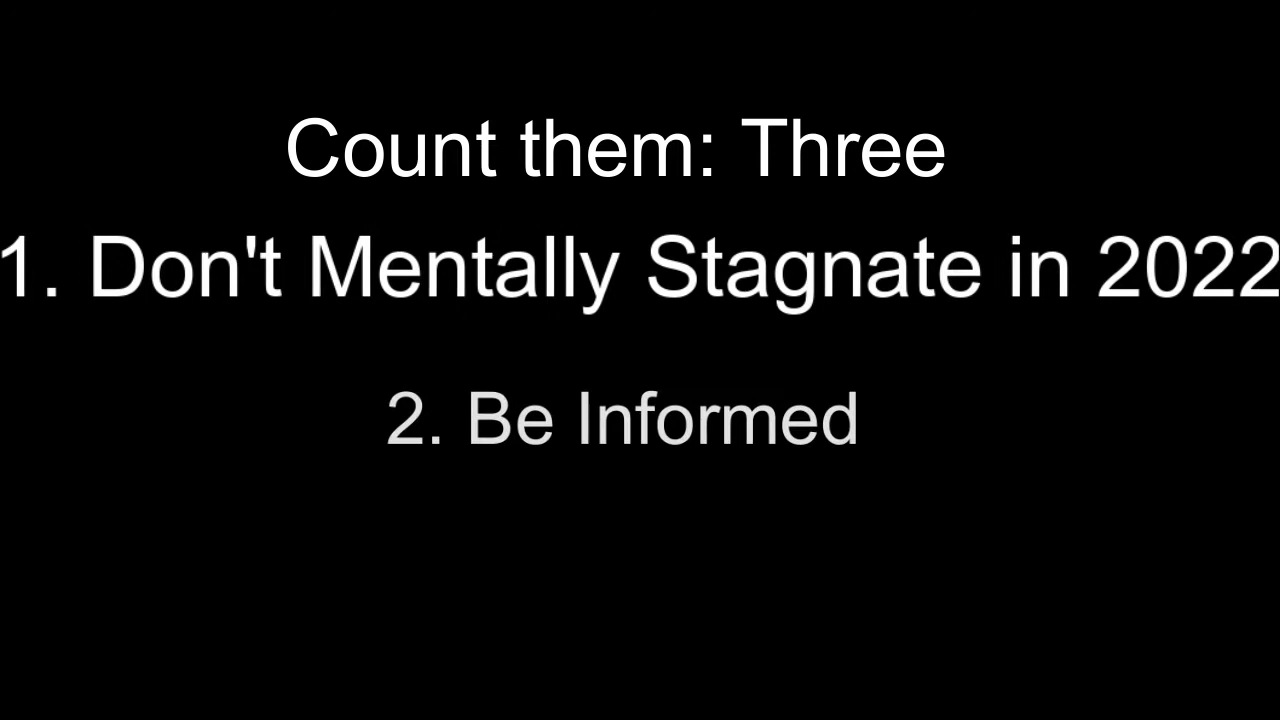 Count them: Three
1. Don't Mentally Stagnate in 2022
2. Be Informed